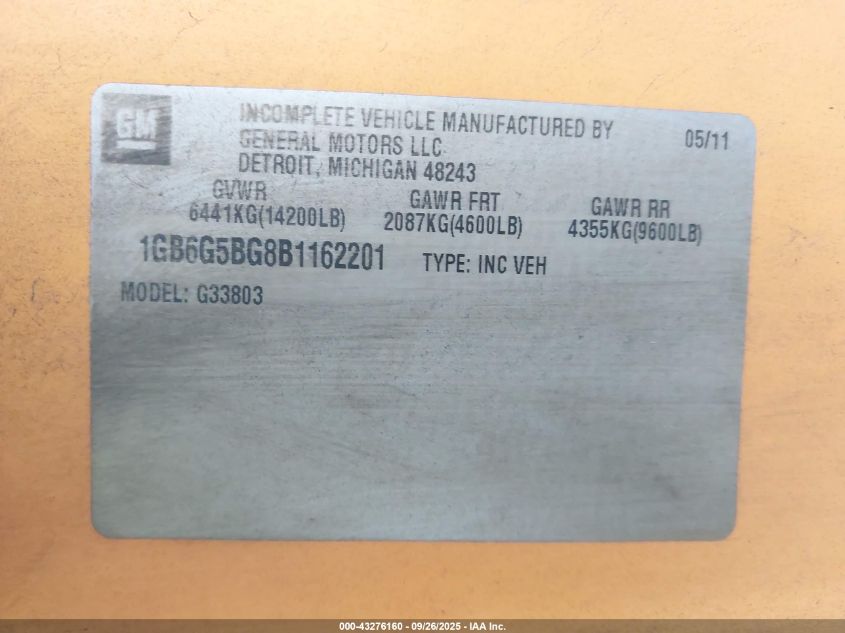 GM
INCOMPLETE VEHICLE MANUFACTURED BY
GENERAL MOTORS LLC
DETROIT, MICHIGAN 48243
05/11
GVWR
6441KG(14200LB)
GAWR FRT
2087KG(4600LB)
GAWR RR
4355KG(9600LB)
1GB6G5BG8B1162201 TYPE: INC VEH
MODEL: G33803
000-43276160 - 09/26/2025 - IAA Inc.